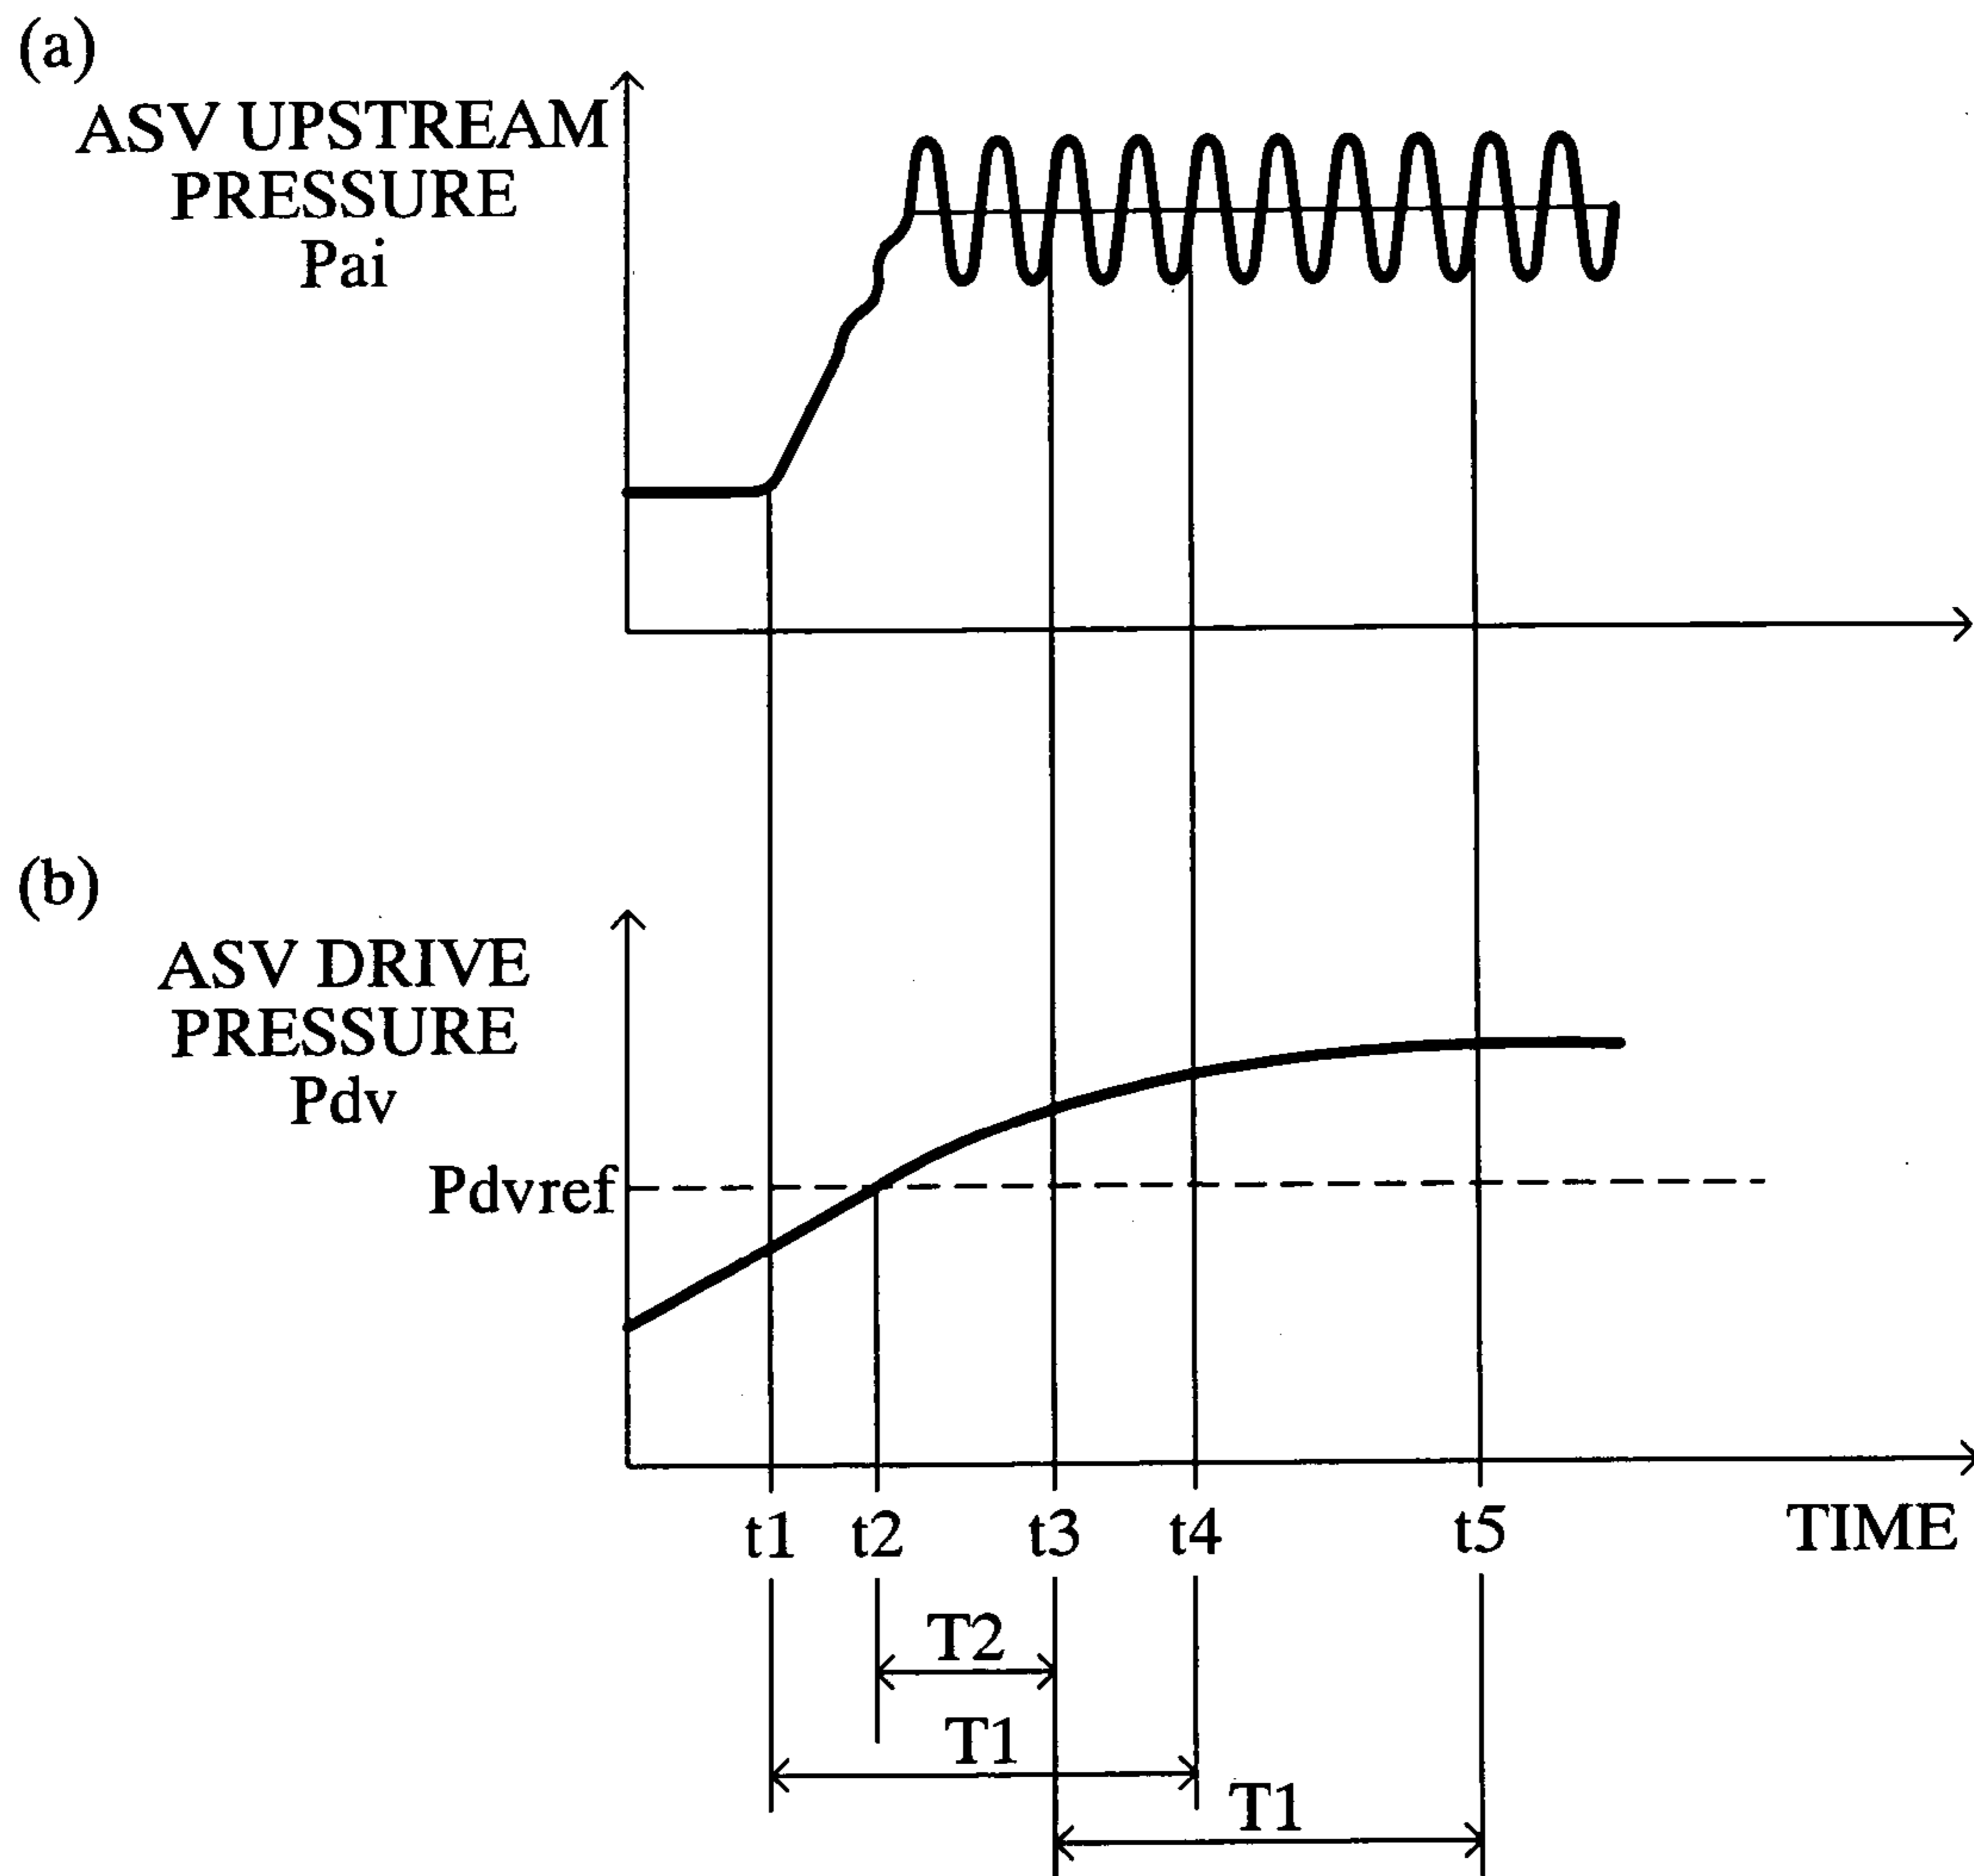 (a)
ASV UPSTREAM
PRESSURE
Pai
(b)
ASV DRIVE
PRESSURE
Pdv
Pdvref
t1 t2 t3 t4 t5 TIME
T2
T1
T1